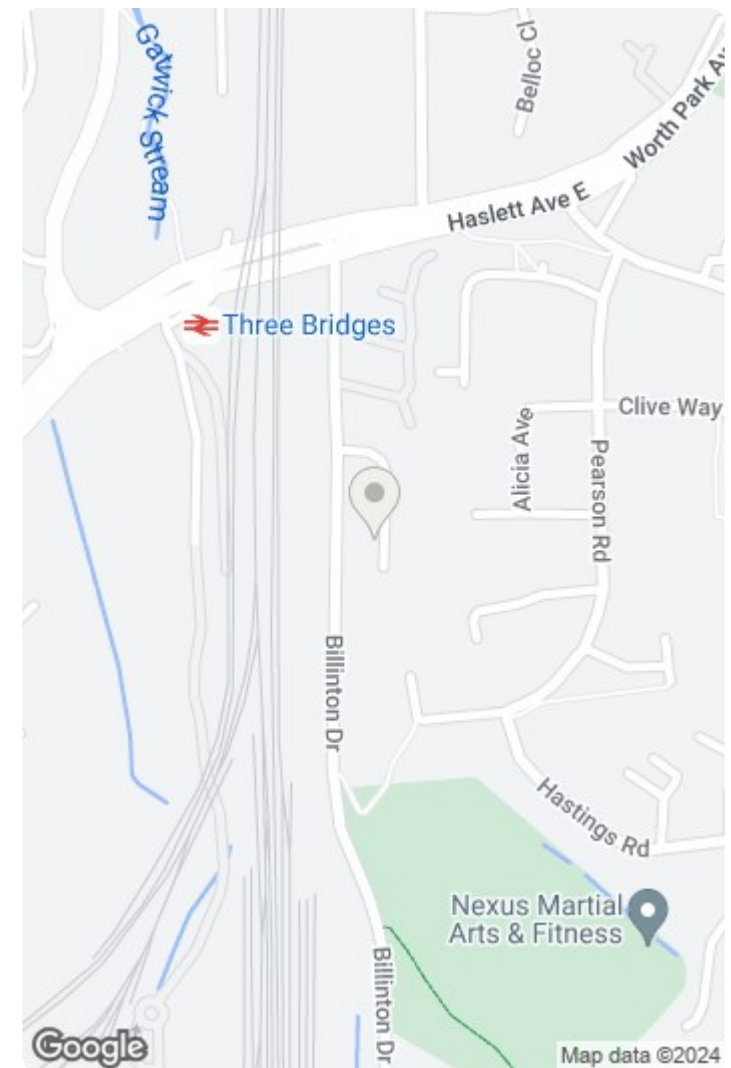 Gatwick Stream
Belloc Cl
Worth Park Av
Haslett Ave E
Three Bridges
Clive Way
Alicia Ave
Pearson Rd
Billinton Dr
Hastings Rd
Nexus Martial
Arts & Fitness
Billinton Dr
Google
Map data ©2024